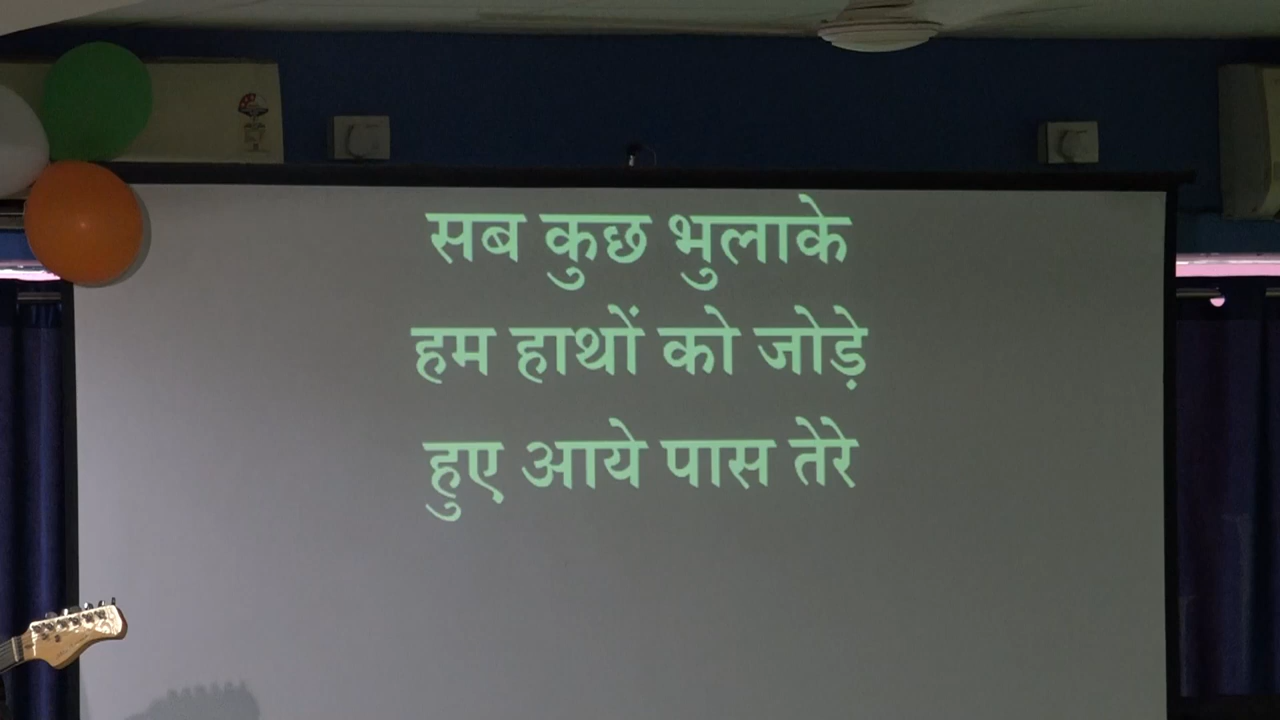 सब कुछ भुलाके
हम हाथों को जोड़े
हुए आये पास तेरे